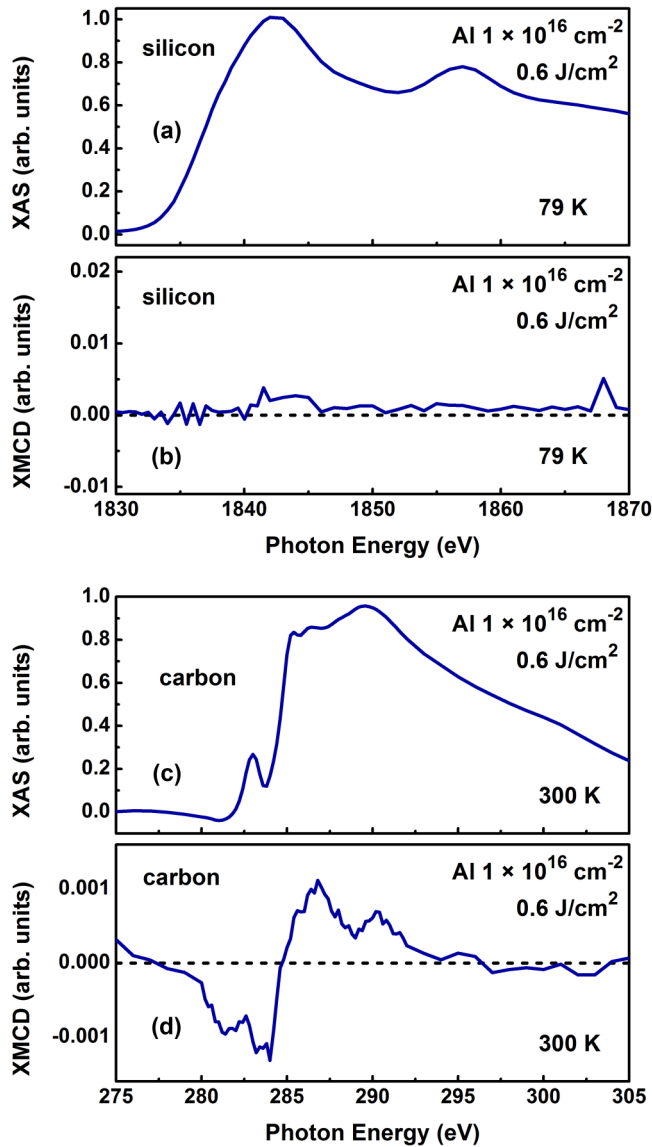 1.0
0.8
0.6
0.4
0.2
0.0
XAS (arb. units)
silicon
Al 1 × 10¹⁶ cm⁻²
0.6 J/cm²
(a)
79 K
0.02
0.01
0.00
-0.01
XMCD (arb. units)
silicon
Al 1 × 10¹⁶ cm⁻²
0.6 J/cm²
(b)
79 K
1830 1840 1850 1860 1870
Photon Energy (eV)
1.0
0.8
0.6
0.4
0.2
0.0
XAS (arb. units)
Al 1 × 10¹⁶ cm⁻²
0.6 J/cm²
carbon
(c)
300 K
0.001
0.000
-0.001
XMCD (arb. units)
carbon
Al 1 × 10¹⁶ cm⁻²
0.6 J/cm²
(d)
300 K
275 280 285 290 295 300 305
Photon Energy (eV)